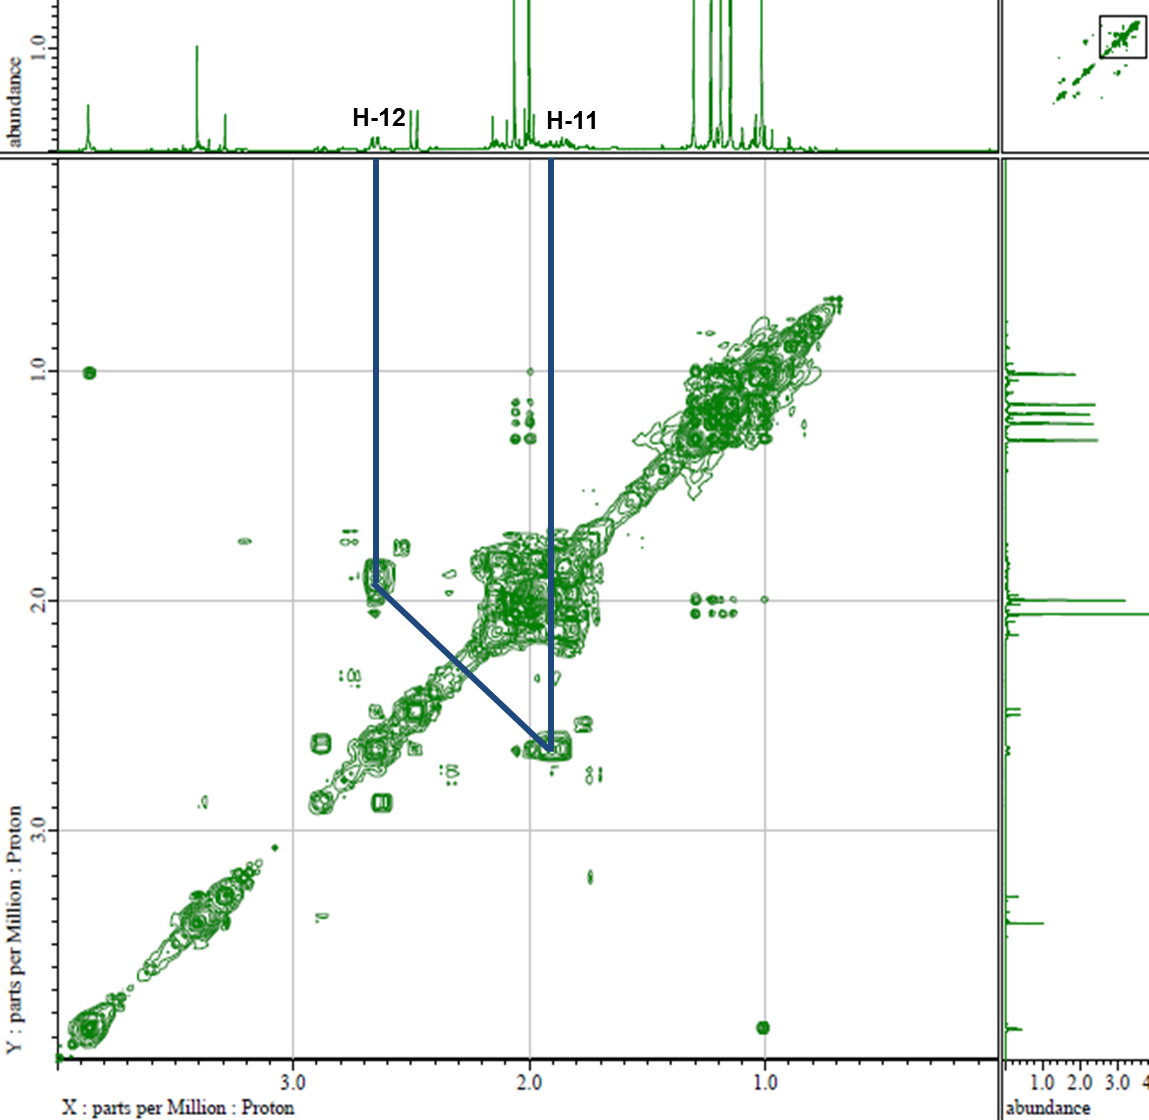 abundance
1.0
H-12
H-11
Y : parts per Million : Proton
1.0
2.0
3.0
3.0
2.0
1.0
X : parts per Million : Proton
1.0 2.0 3.0 4
abundance